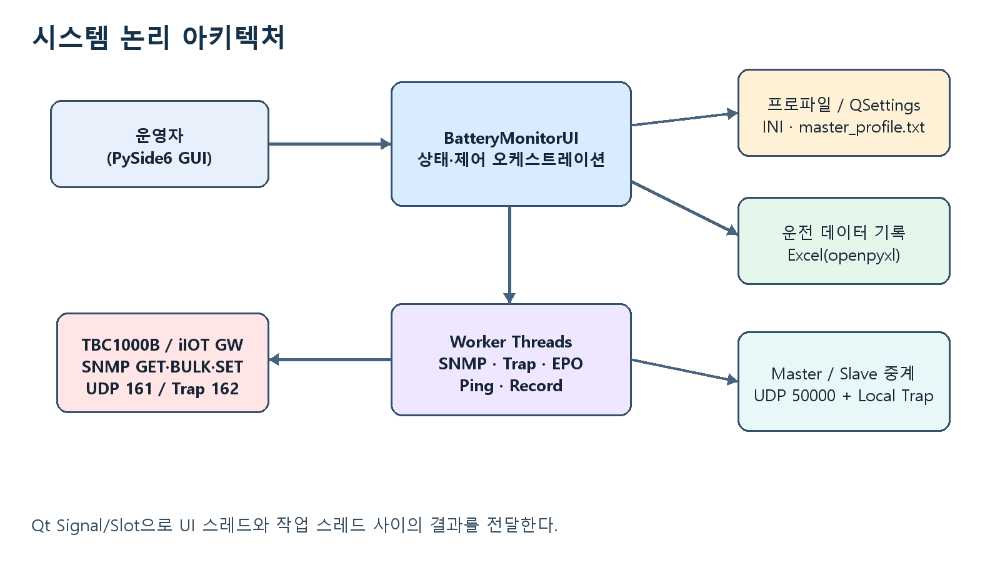 시스템 논리 아키텍처
운영자
(PySide6 GUI)
BatteryMonitorUI
상태·제어 오케스트레이션
프로파일 / QSettings
INI · master_profile.txt
운전 데이터 기록
Excel(openpyxl)
TBC1000B / iIOT GW
SNMP GET·BULK·SET
UDP 161 / Trap 162
Worker Threads
SNMP · Trap · EPO
Ping · Record
Master / Slave 중계
UDP 50000 + Local Trap
Qt Signal/Slot으로 UI 스레드와 작업 스레드 사이의 결과를 전달한다.